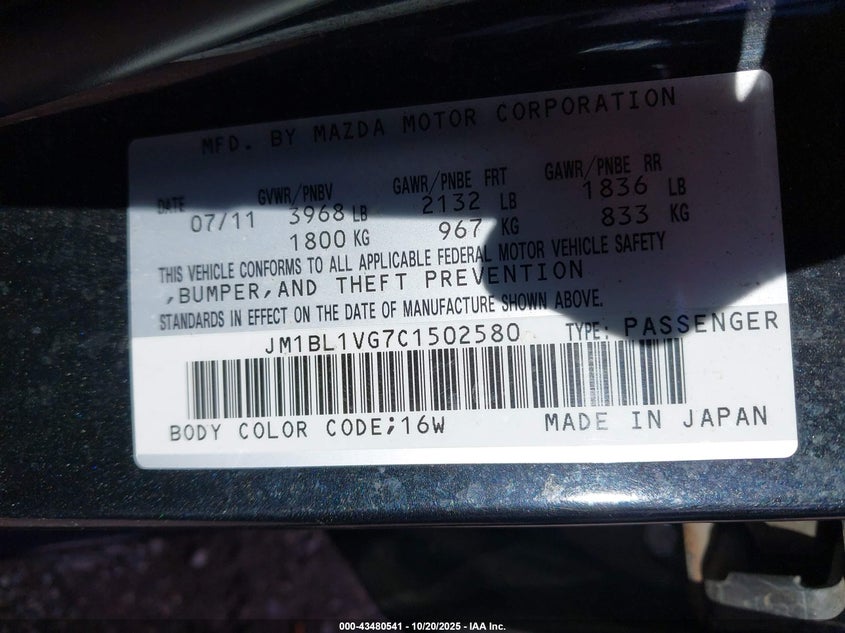 MFD. BY MAZDA MOTOR CORPORATION
DATE GVWR/PNBV GAWR/PNBE FRT GAWR/PNBE RR
07/11 3968 LB 2132 LB 1836 LB
1800 KG 967 KG 833 KG
THIS VEHICLE CONFORMS TO ALL APPLICABLE FEDERAL MOTOR VEHICLE SAFETY
,BUMPER,AND THEFT PREVENTION
STANDARDS IN EFFECT ON THE DATE OF MANUFACTURE SHOWN ABOVE.
JM1BL1VG7C1502580 TYPE: PASSENGER
BODY COLOR CODE;16W MADE IN JAPAN
000-43480541 - 10/20/2025 - IAA Inc.